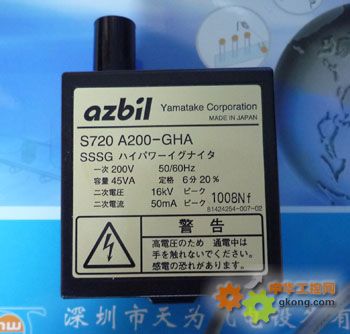 azbil Yamatake Corporation
MADE IN JAPAN
S720 A200-GHA
SSSG ハイパワーイグナイタ
一次 200V 50/60Hz
容量 45VA 定格 6分 20%
二次電圧 16kV ピーク
二次電流 50mA ピーク 1008Nf
81424254-007-02
警告
高電圧のため 通電中は
手を触れないでください。
感電の恐れがあります。
中华工控网
gkong.com
深圳市天为